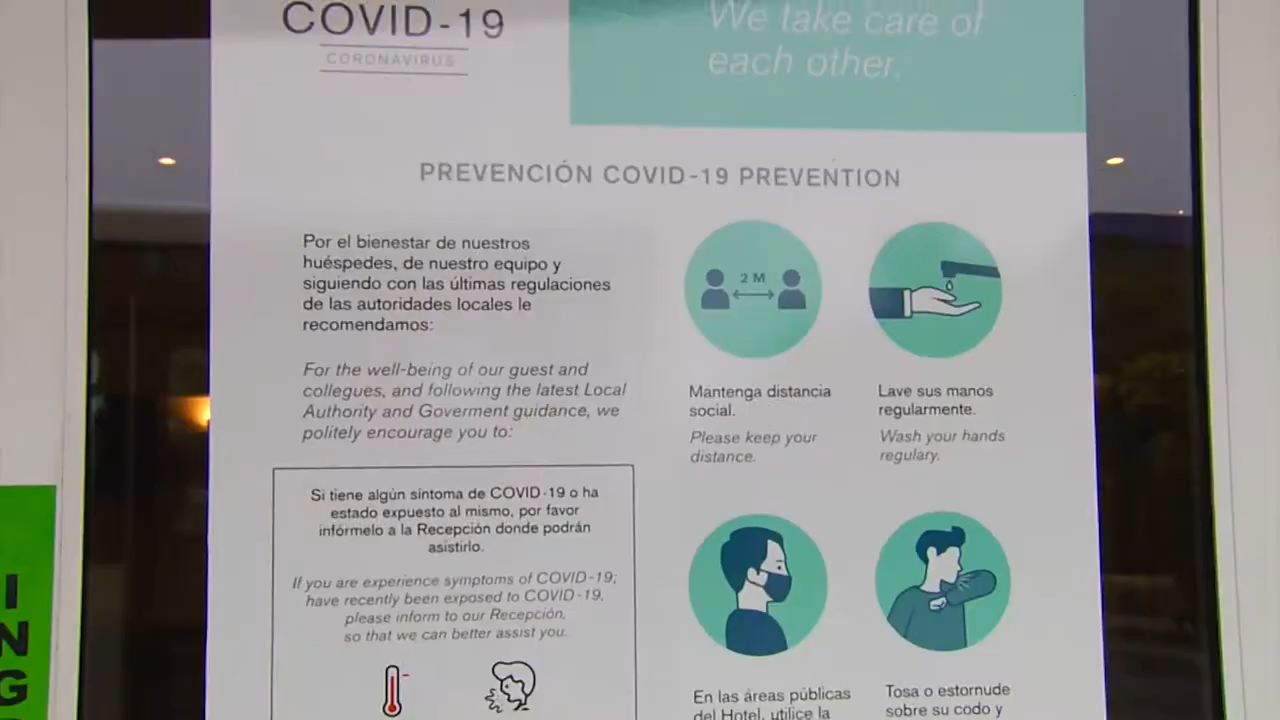 COVID-19
CORONAVIRUS
We take care of
each other.
PREVENCIÓN COVID-19 PREVENTION
Por el bienestar de nuestros
huéspedes, de nuestro equipo y
siguiendo con las últimas regulaciones
de las autoridades locales le
recomendamos:
For the well-being of our guest and
collegues, and following the latest Local
Authority and Goverment guidance, we
politely encourage you to:
Si tiene algún síntoma de COVID-19 o ha
estado expuesto al mismo, por favor
infórmelo a la Recepción donde podrán
asistirlo.
If you are experience symptoms of COVID-19;
have recently been exposed to COVID-19,
please inform to our Recepción,
so that we can better assist you.
2 M
Mantenga distancia
social.
Please keep your
distance.
Lave sus manos
regularmente.
Wash your hands
regulary.
En las áreas públicas
del Hotel, utilice la
Tosa o estornude
sobre su codo y
I
N
G